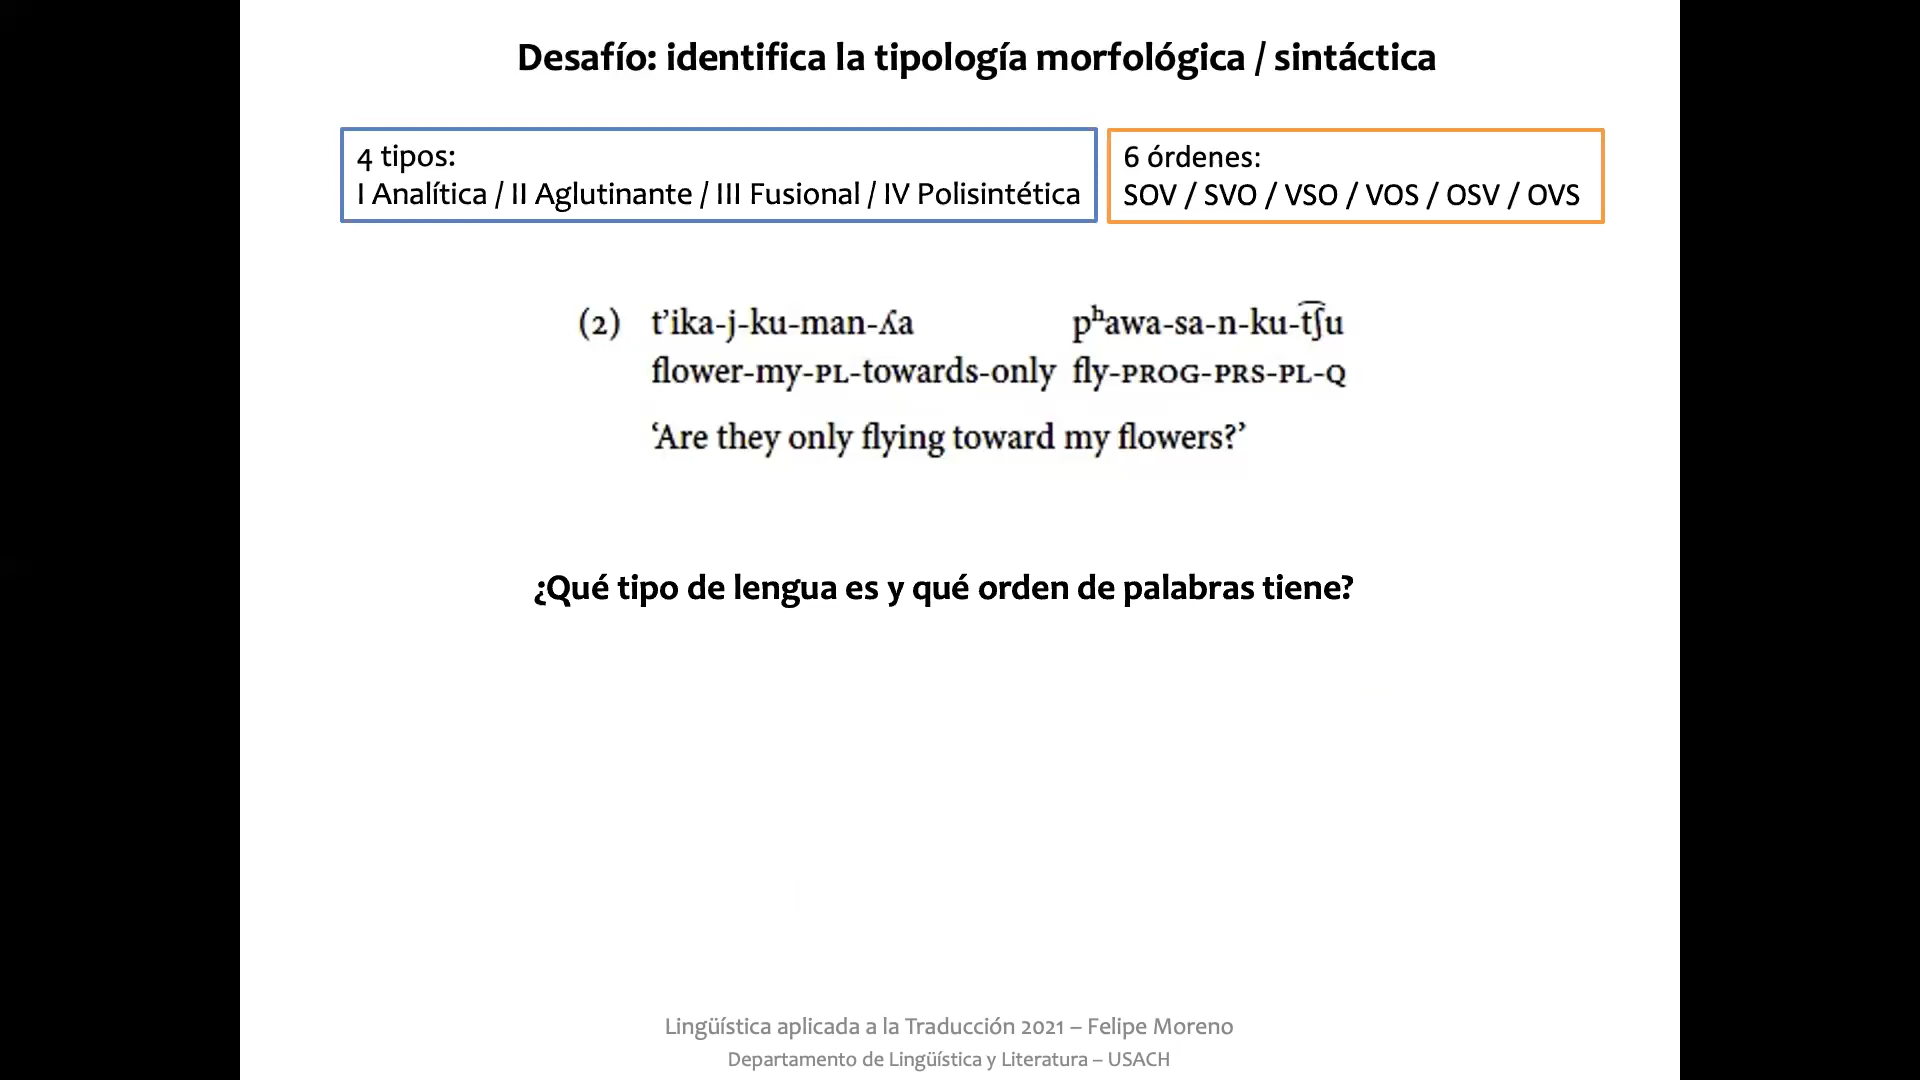 Desafío: identifica la tipología morfológica / sintáctica
4 tipos:
I Analítica / II Aglutinante / III Fusional / IV Polisintética
6 órdenes:
SOV / SVO / VSO / VOS / OSV / OVS
(2) t’ika-j-ku-man-ʎa pʰawa-sa-n-ku-t͡ʃu
flower-my-PL-towards-only fly-PROG-PRS-PL-Q
‘Are they only flying toward my flowers?’
¿Qué tipo de lengua es y qué orden de palabras tiene?
Lingüística aplicada a la Traducción 2021 – Felipe Moreno
Departamento de Lingüística y Literatura – USACH